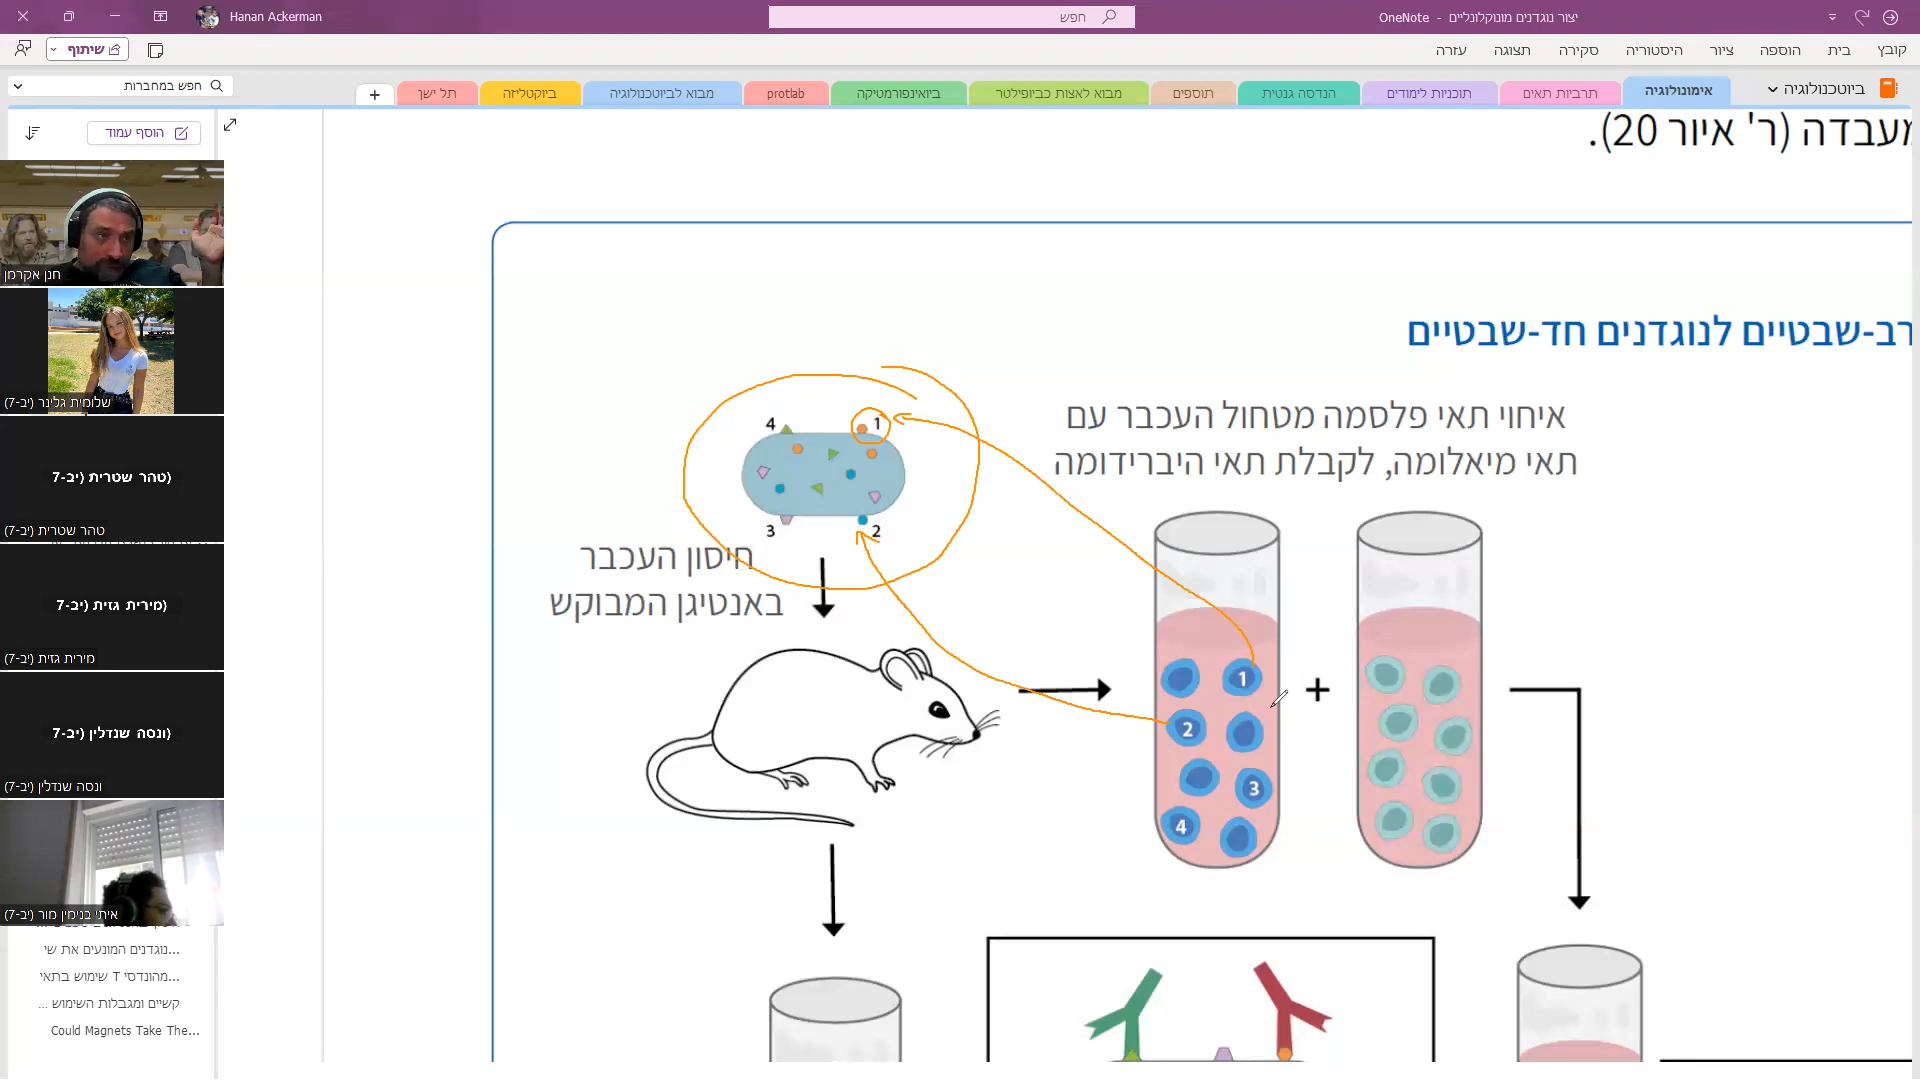 Hanan Ackerman
חפש
יצור נוגדנים מונוקלונליים - OneNote
קובץ
בית
הוספה
ציור
היסטוריה
סקירה
תצוגה
עזרה
שיתוף
ביוטכנולוגיה
אימונולוגיה
תרביות תאים
תוכניות לימודים
הנדסה גנטית
תוספים
מבוא לאצות כביופילטר
ביואינפורמטיקה
protlab
מבוא לביוטכנולוגיה
ביוקטליזה
תל ישן
+
חפש במחברות
הוסף עמוד
מעבדה (ר' איור 20).
רב-שבטיים לנוגדנים חד-שבטיים
איחוי תאי פלסמה מטחול העכבר עם
תאי מיאלומה, לקבלת תאי היברידומה
4
1
3
2
חיסון העכבר
באנטיגן המבוקש
1
2
3
4
+
חנן אקרמן
שלומית גלינר (יב-7)
טהר שטרית (יב-7)
טהר שטרית (יב-7)
מירית גזית (יב-7)
מירית גזית (יב-7)
ונסה שנדלין (יב-7)
ונסה שנדלין (יב-7)
איתי בנימין מור (יב-7)
נוגדנים המונעים את שי...
שימוש בתאי T מהונדסי...
קשיים ומגבלות השימוש ...
Could Magnets Take The...